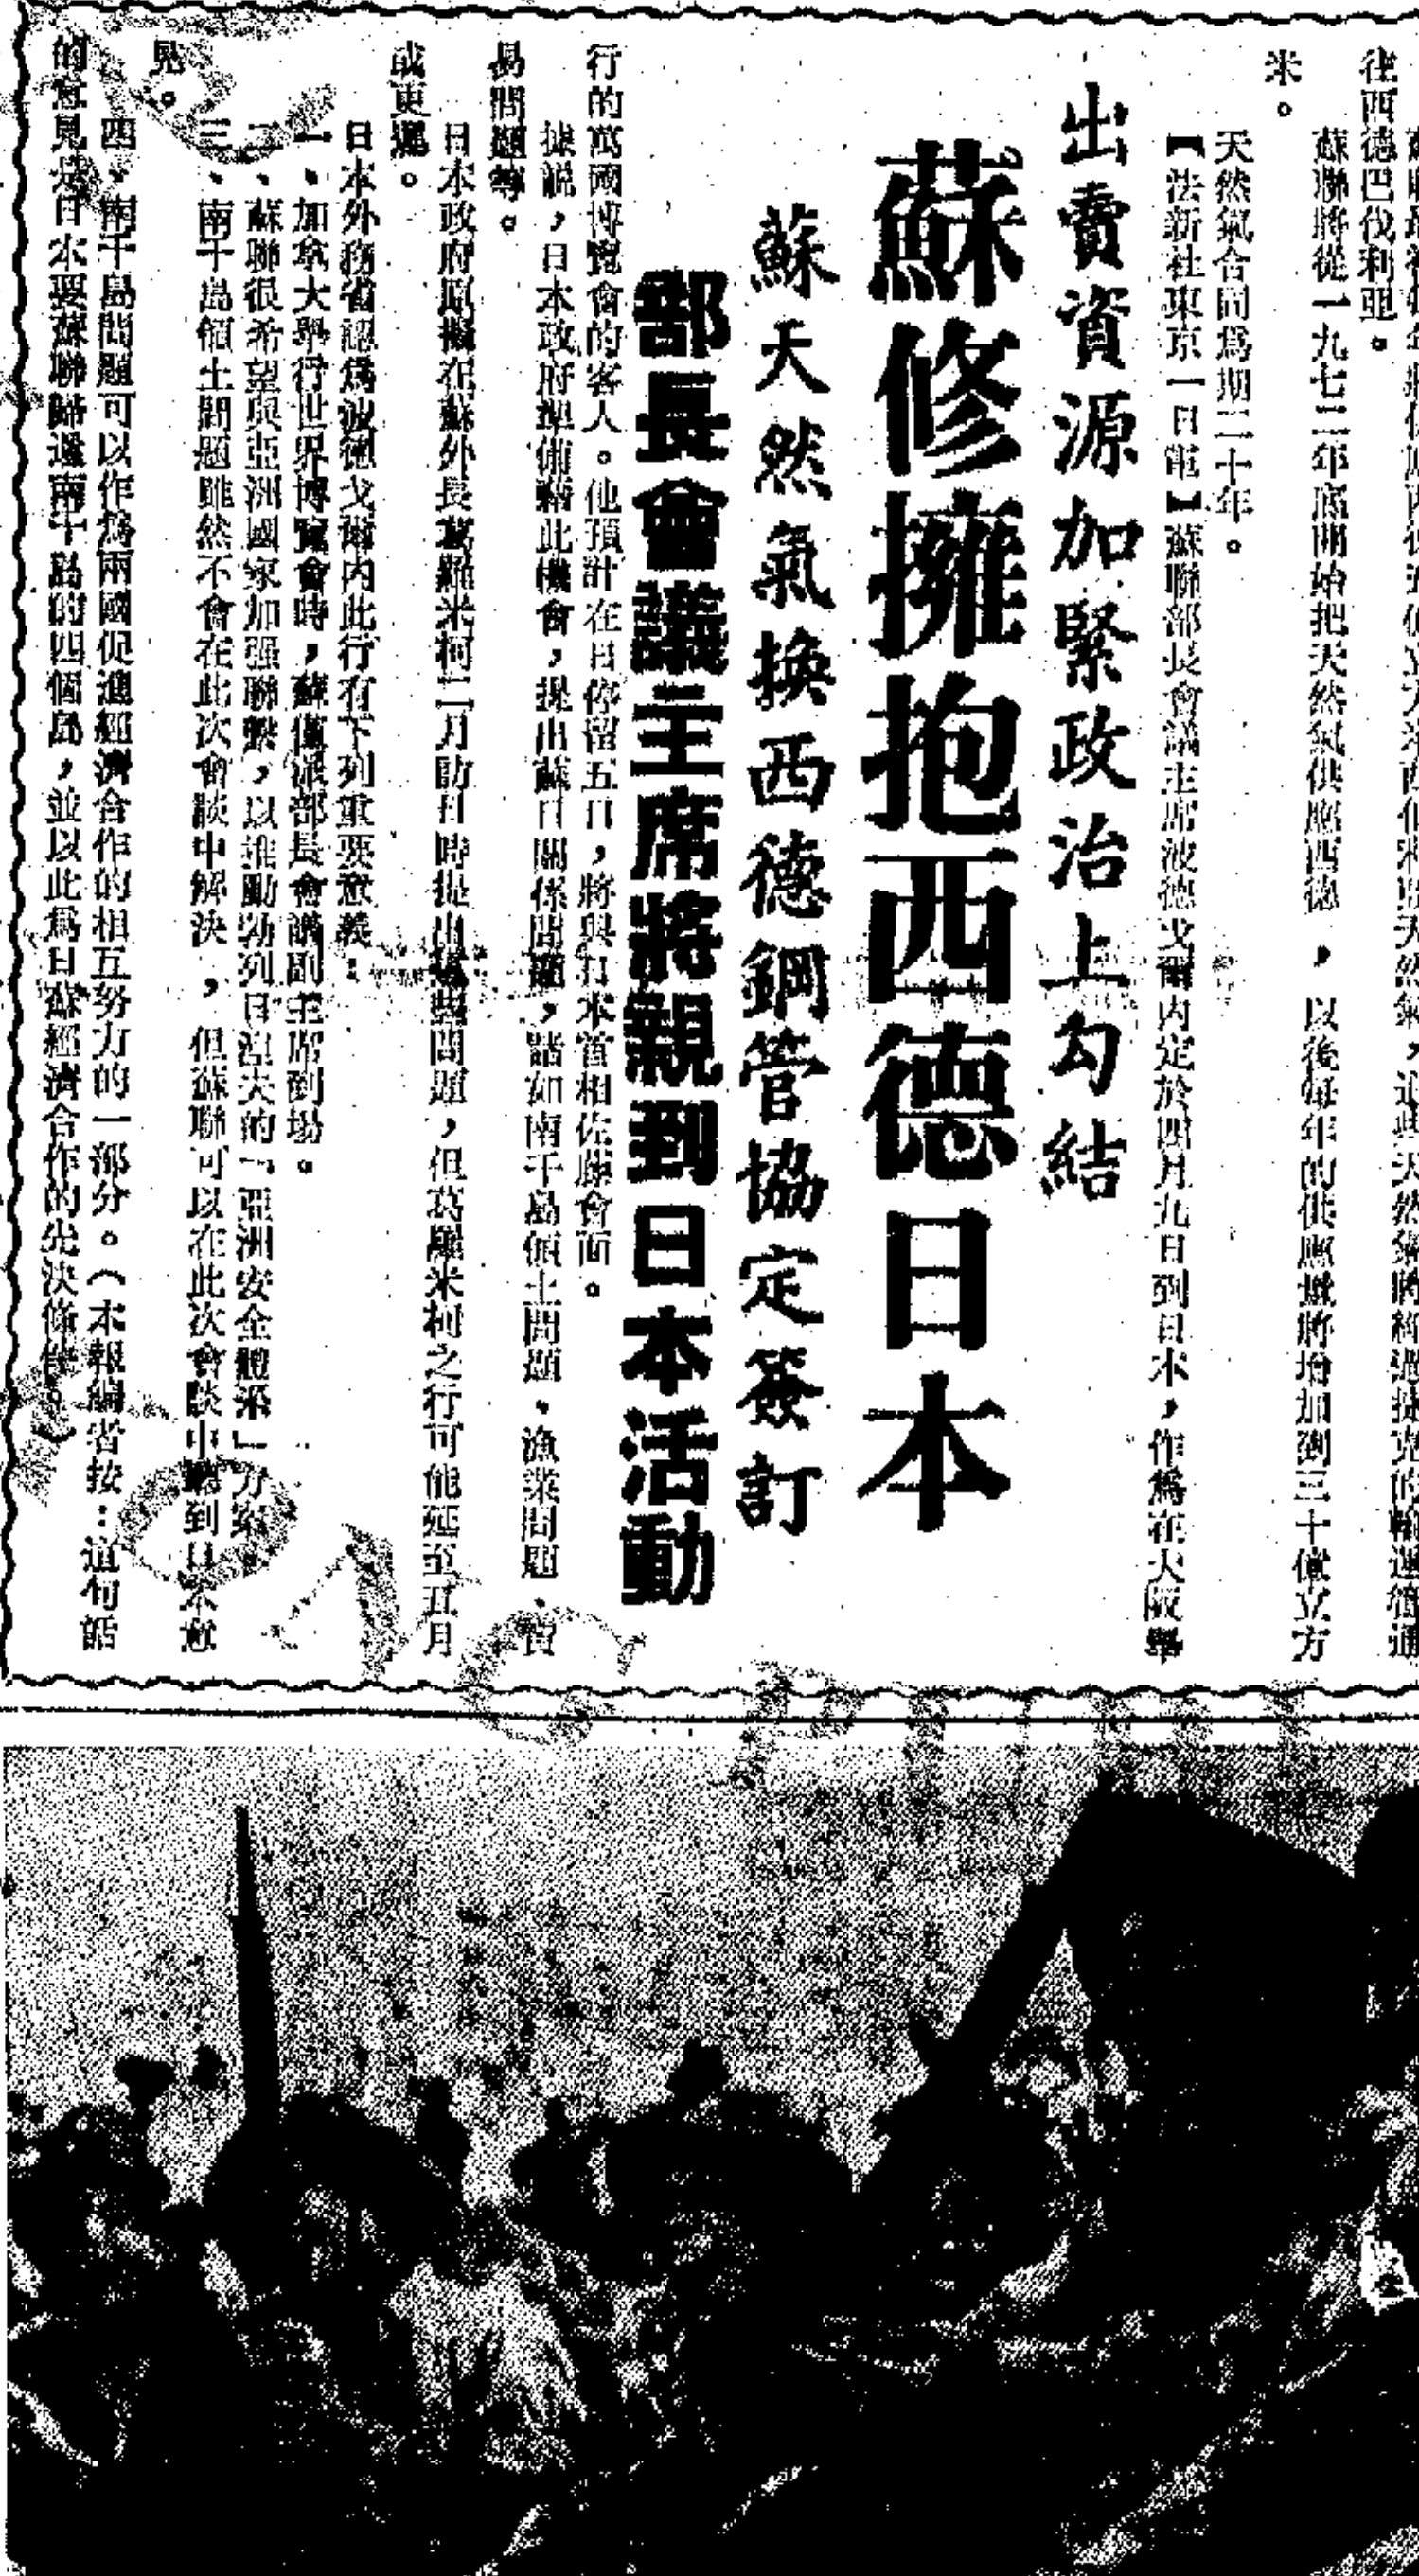 往西德巴伐利亞。
蘇聯將從一九七三年底開始把天然氣供應西德,以後每年的供應量將增加到三十億立方
米。
天然氣合同爲期二十年。
【法新社東京一日電】蘇聯部長會議主席波德戈爾內定於四月九日到日本,作爲在大阪舉
出賣資源加緊政治上勾結
蘇修擁抱西德日本
蘇天然氣換西德鋼管協定簽訂
部長會議主席將親到日本活動
行的萬國博覽會的客人。他預計在日停留五日,將與日本首相佐藤會面。
據說,日本政府準備藉此機會,提出蘇日關係問題,諸如南千島領土問題、漁業問題、貿
易問題等。
日本政府原擬在蘇外長葛羅米柯二月訪日時提出這些問題,但葛羅米柯之行可能延至五月
或更遲。
日本外務省認爲波德戈爾內此行有下列重要意義:
一、加拿大舉行世界博覽會時,蘇僅派部長會議副主席到場。
二、蘇聯很希望與亞洲國家加强聯繫,以推動勃列日涅夫的「亞洲安全體系」方案。
三、南千島領土問題雖然不會在此次會談中解決,但蘇聯可以在此次會談中聽到日本意
見。
四、南千島問題可以作爲兩國促進經濟合作的相互努力的一部分。(本報編者按:這句話
的意見是日本要蘇聯歸還南千島的四個島,並以此爲日蘇經濟合作的先決條件。)